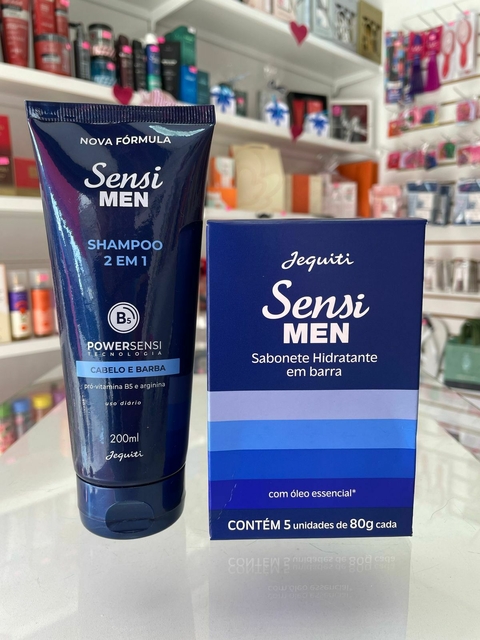 NOVA FÓRMULA
Sensi
MEN
SHAMPOO
2 EM 1
B5
POWERSENSI
TECNOLOGIA
CABELO E BARBA
pró-vitamina B5 e arginina
uso diário
200ml
Jequiti
Jequiti
Sensi
MEN
Sabonete Hidratante
em barra
com óleo essencial*
CONTÉM 5 unidades de 80g cada